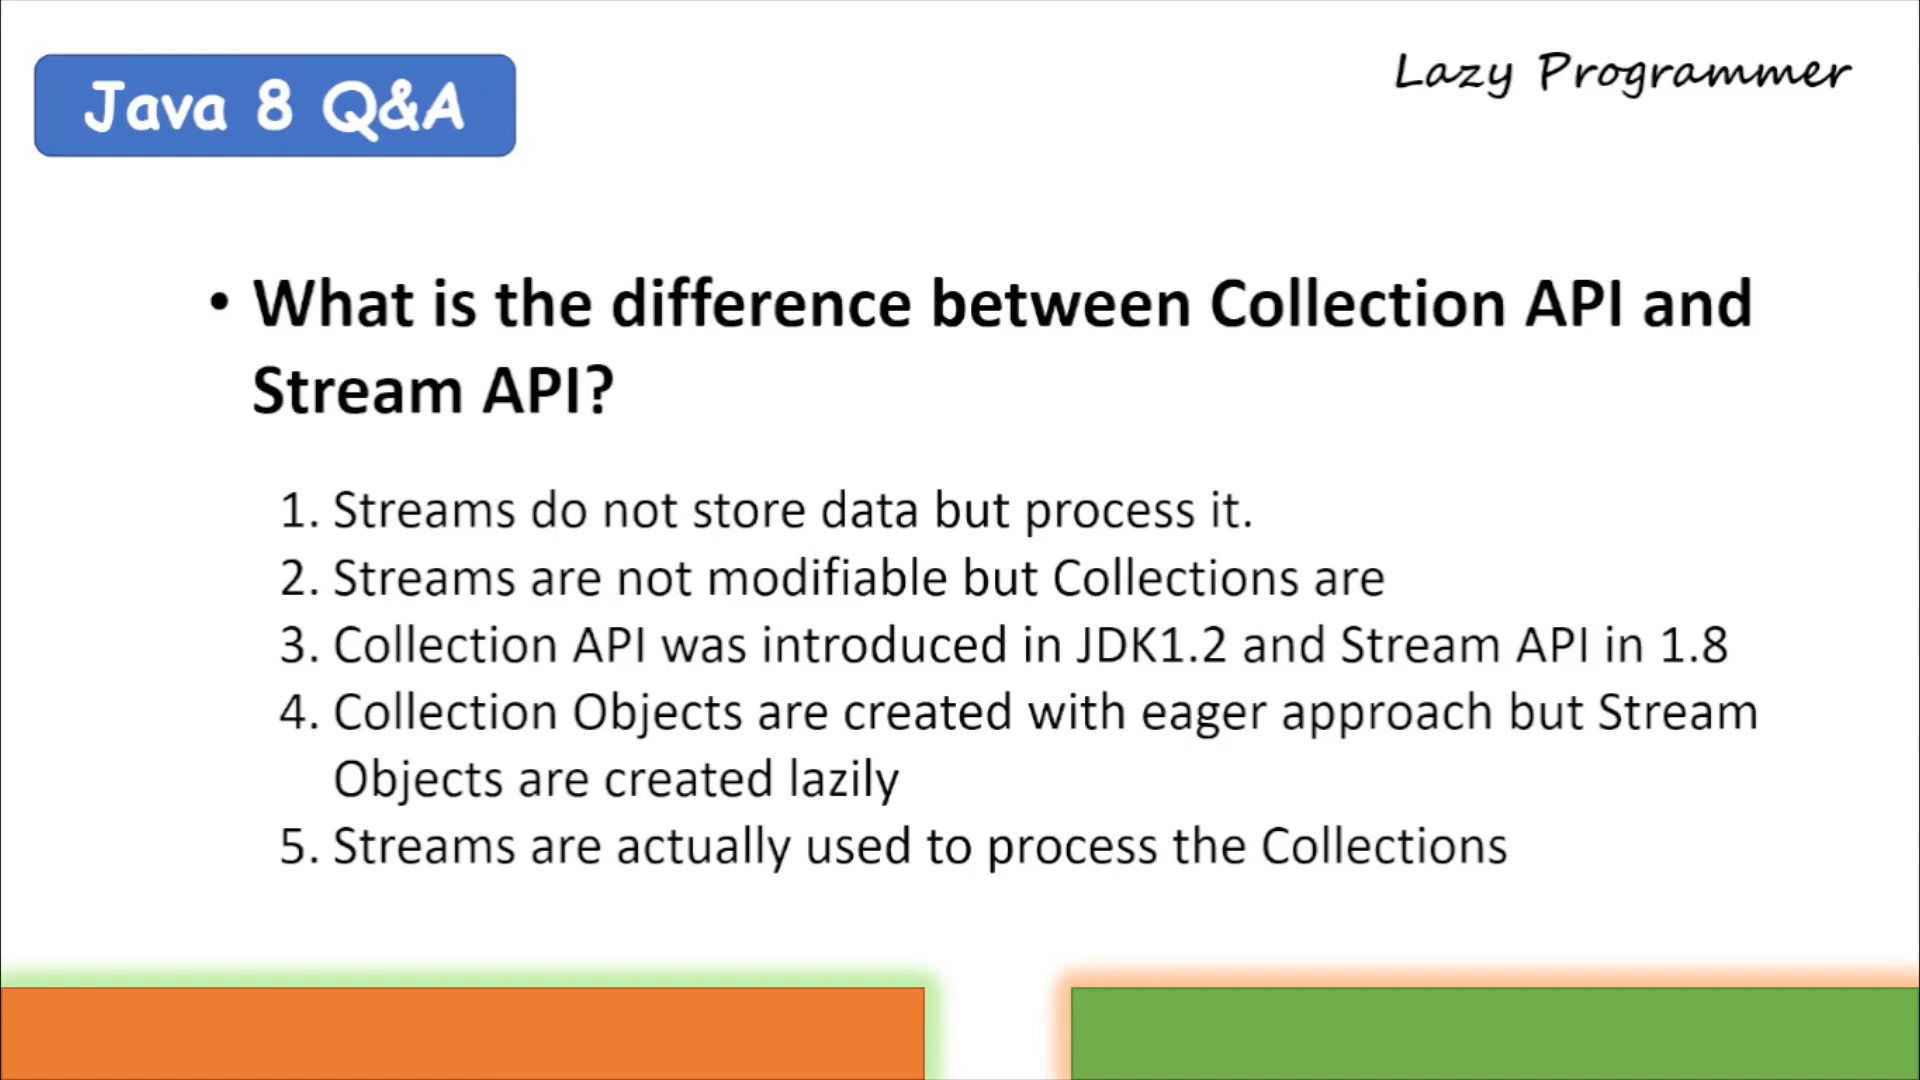 Java 8 Q&A
Lazy Programmer
• What is the difference between Collection API and
Stream API?
1. Streams do not store data but process it.
2. Streams are not modifiable but Collections are
3. Collection API was introduced in JDK1.2 and Stream API in 1.8
4. Collection Objects are created with eager approach but Stream
Objects are created lazily
5. Streams are actually used to process the Collections